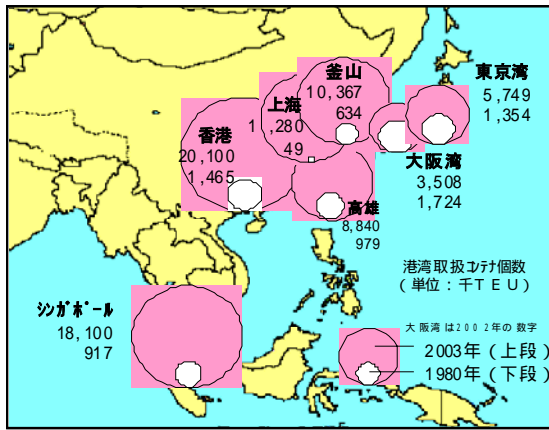 釜山
10,367
634
東京湾
5,749
1,354
上海
1 ,280
49
香港
20,100
1,465
大阪湾
3,508
1,724
高雄
8,840
979
港湾取扱ｺﾝﾃﾅ個数
(単位：千ＴＥＵ)
ｼﾝｶﾞﾎﾟｰﾙ
18,100
917
大阪湾は2002年の数字
2003年(上段)
1980年(下段)